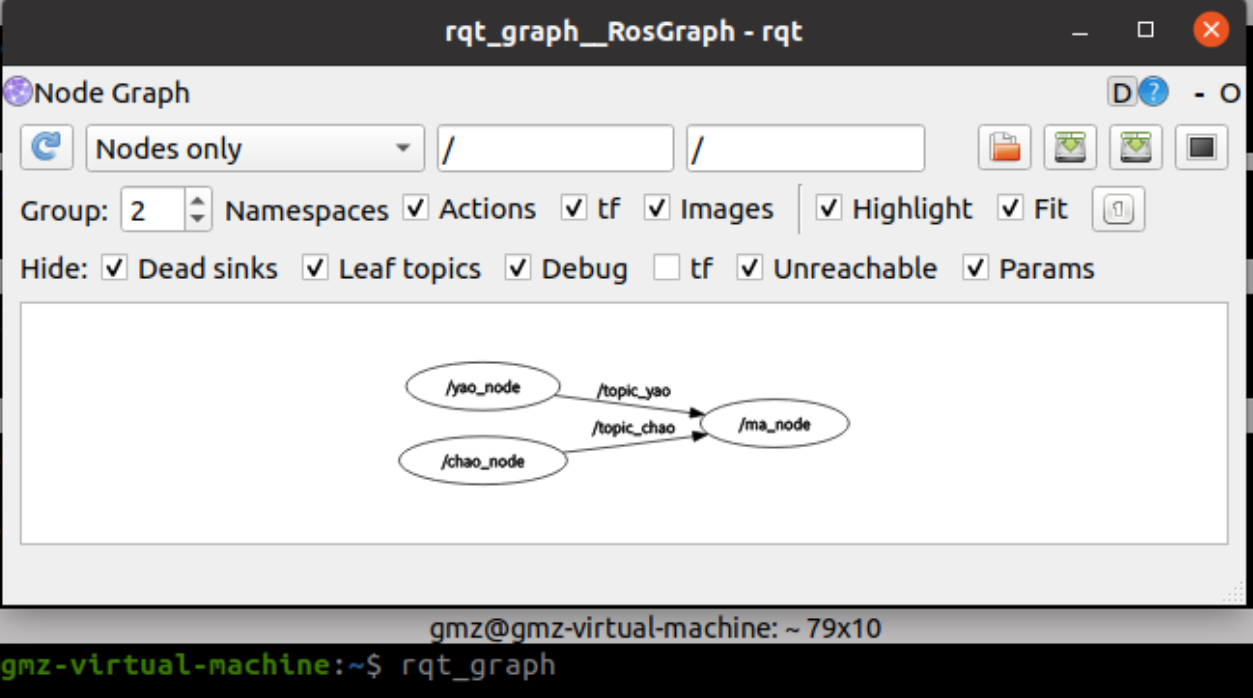 rqt_graph__RosGraph - rqt
Node Graph D ? - O
Nodes only / /
Group: 2 Namespaces Actions tf Images Highlight Fit 1
Hide: Dead sinks Leaf topics Debug tf Unreachable Params
/yao_node /topic_yao
/topic_chao /ma_node
/chao_node
gmz@gmz-virtual-machine: ~ 79x10
gmz-virtual-machine:~$ rqt_graph